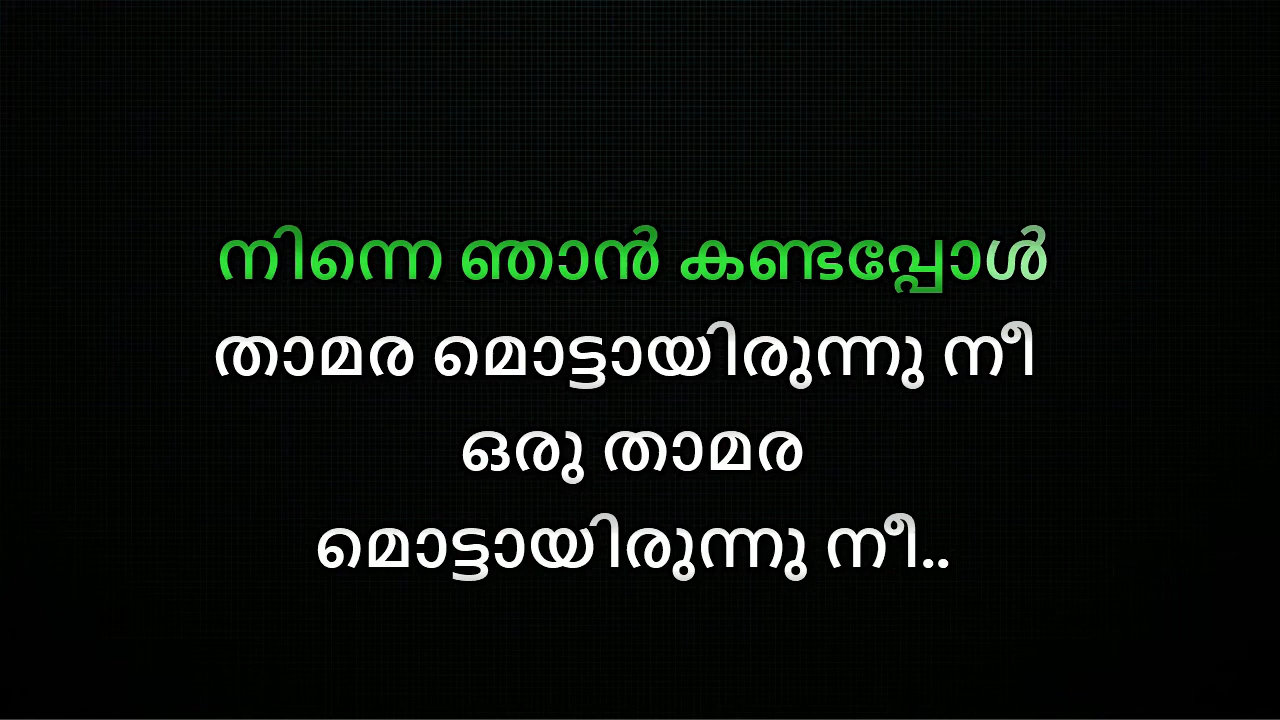 നിന്നെ ഞാൻ കണ്ടപ്പോൾ
താമര മൊട്ടായിരുന്നു നീ
ഒരു താമര
മൊട്ടായിരുന്നു നീ..